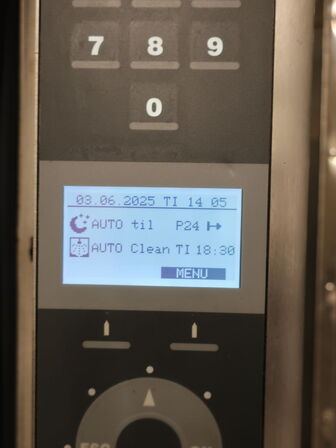 7 8 9
0
03.06.2025 TI 14 05
AUTO til P24
AUTO Clean TI 18:30
MENU